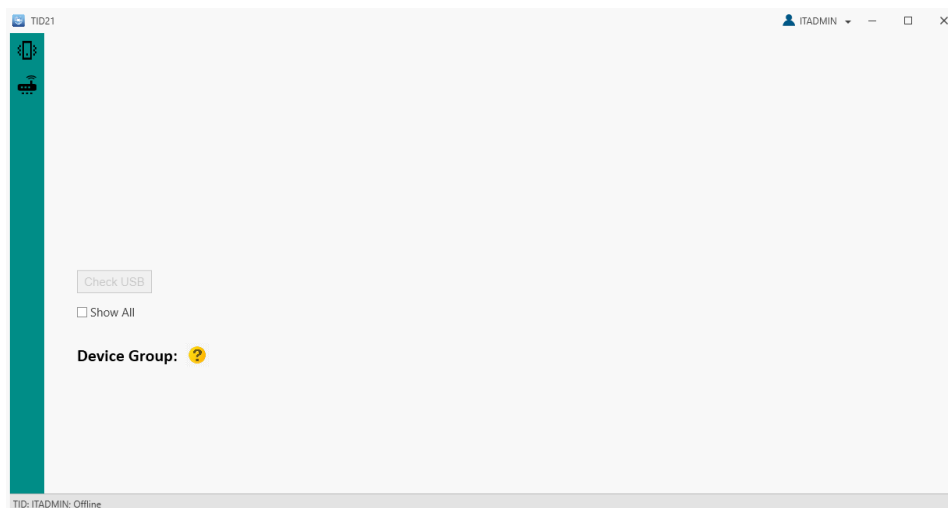 TID21
ITADMIN
Check USB
Show All
Device Group: ?
TID: ITADMIN: Offline